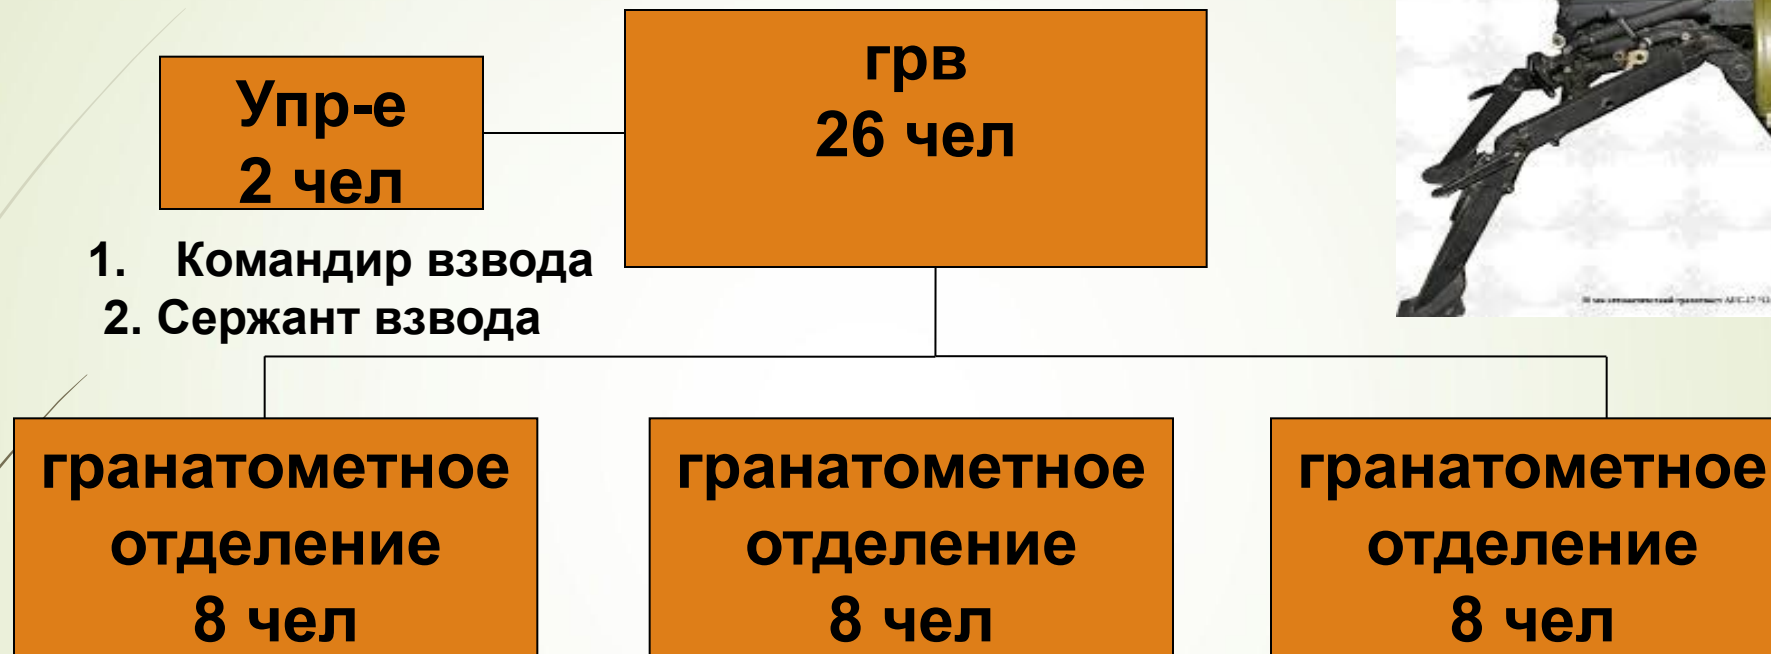 грв
26 чел
Упр-е
2 чел
1. Командир взвода
2. Сержант взвода
гранатометное
отделение
8 чел
гранатометное
отделение
8 чел
гранатометное
отделение
8 чел